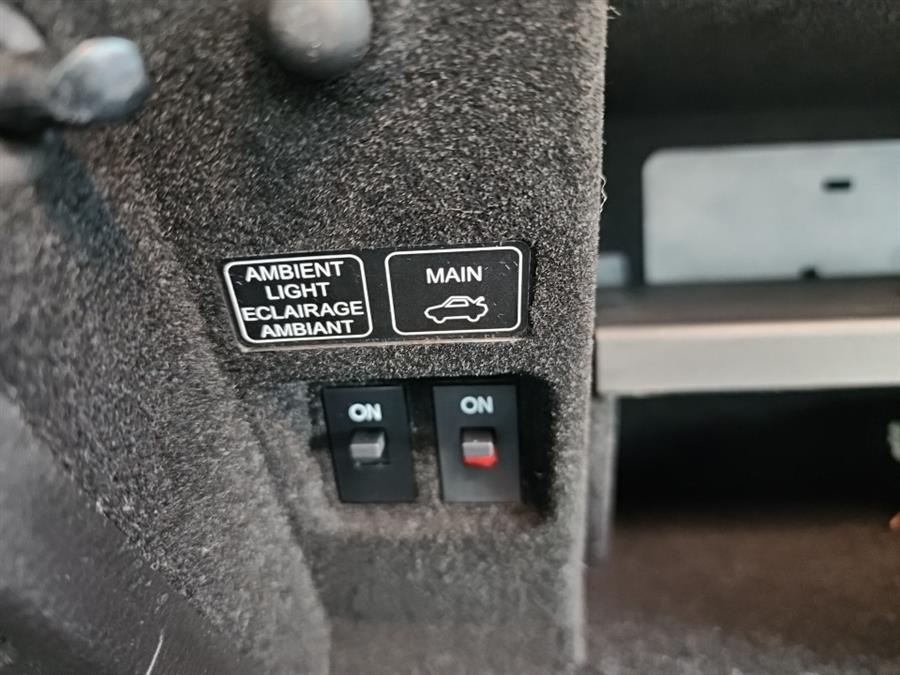 AMBIENT
LIGHT
ECLAIRAGE
AMBIANT
MAIN
ON
ON